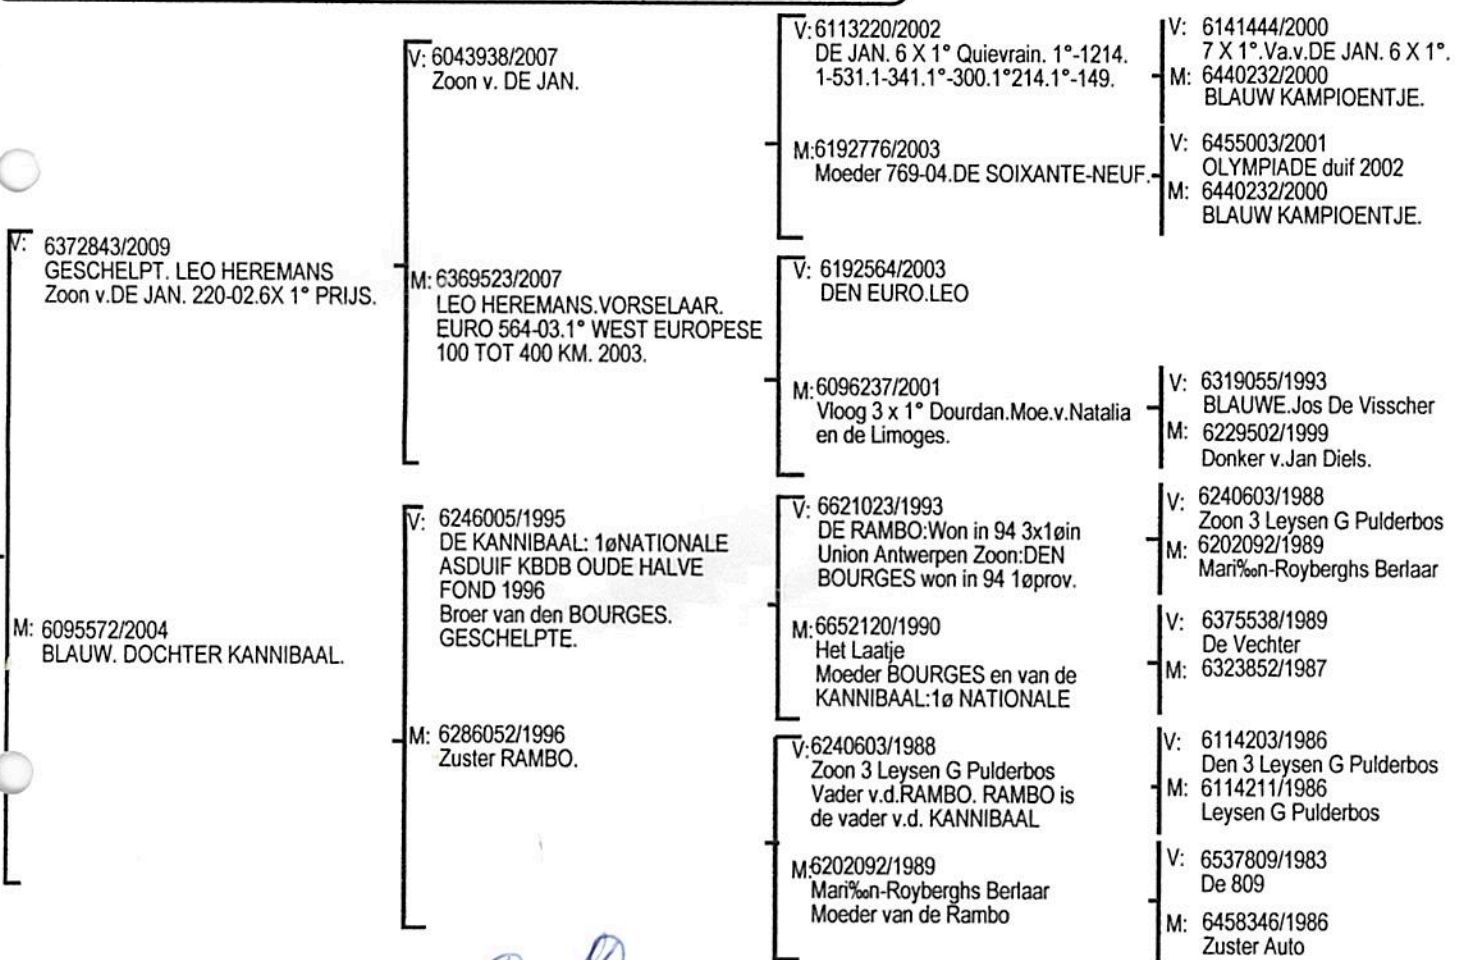 V: 6372843/2009
GESCHELPT. LEO HEREMANS
Zoon v.DE JAN. 220-02.6X 1° PRIJS.
M: 6095572/2004
BLAUW. DOCHTER KANNIBAAL.
V: 6043938/2007
Zoon v. DE JAN.
M: 6369523/2007
LEO HEREMANS.VORSELAAR.
EURO 564-03.1° WEST EUROPESE
100 TOT 400 KM. 2003.
V: 6246005/1995
DE KANNIBAAL: 1øNATIONALE
ASDUIF KBDB OUDE HALVE
FOND 1996
Broer van den BOURGES.
GESCHELPTE.
M: 6286052/1996
Zuster RAMBO.
V: 6113220/2002
DE JAN. 6 X 1° Quievrain. 1°-1214.
1-531.1-341.1°-300.1°214.1°-149.
M: 6192776/2003
Moeder 769-04.DE SOIXANTE-NEUF.
V: 6192564/2003
DEN EURO.LEO
M: 6096237/2001
Vloog 3 x 1° Dourdan.Moe.v.Natalia
en de Limoges.
V: 6621023/1993
DE RAMBO:Won in 94 3x1øin
Union Antwerpen Zoon:DEN
BOURGES won in 94 1øprov.
M: 6652120/1990
Het Laatje
Moeder BOURGES en van de
KANNIBAAL:1ø NATIONALE
V: 6240603/1988
Zoon 3 Leysen G Pulderbos
Vader v.d.RAMBO. RAMBO is
de vader v.d. KANNIBAAL
M: 6202092/1989
Mari‰n-Royberghs Berlaar
Moeder van de Rambo
V: 6141444/2000
7 X 1°.Va.v.DE JAN. 6 X 1°.
M: 6440232/2000
BLAUW KAMPIOENTJE.
V: 6455003/2001
OLYMPIADE duif 2002
M: 6440232/2000
BLAUW KAMPIOENTJE.
V: 6319055/1993
BLAUWE.Jos De Visscher
M: 6229502/1999
Donker v.Jan Diels.
V: 6240603/1988
Zoon 3 Leysen G Pulderbos
M: 6202092/1989
Mari‰n-Royberghs Berlaar
V: 6375538/1989
De Vechter
M: 6323852/1987
V: 6114203/1986
Den 3 Leysen G Pulderbos
M: 6114211/1986
Leysen G Pulderbos
V: 6537809/1983
De 809
M: 6458346/1986
Zuster Auto